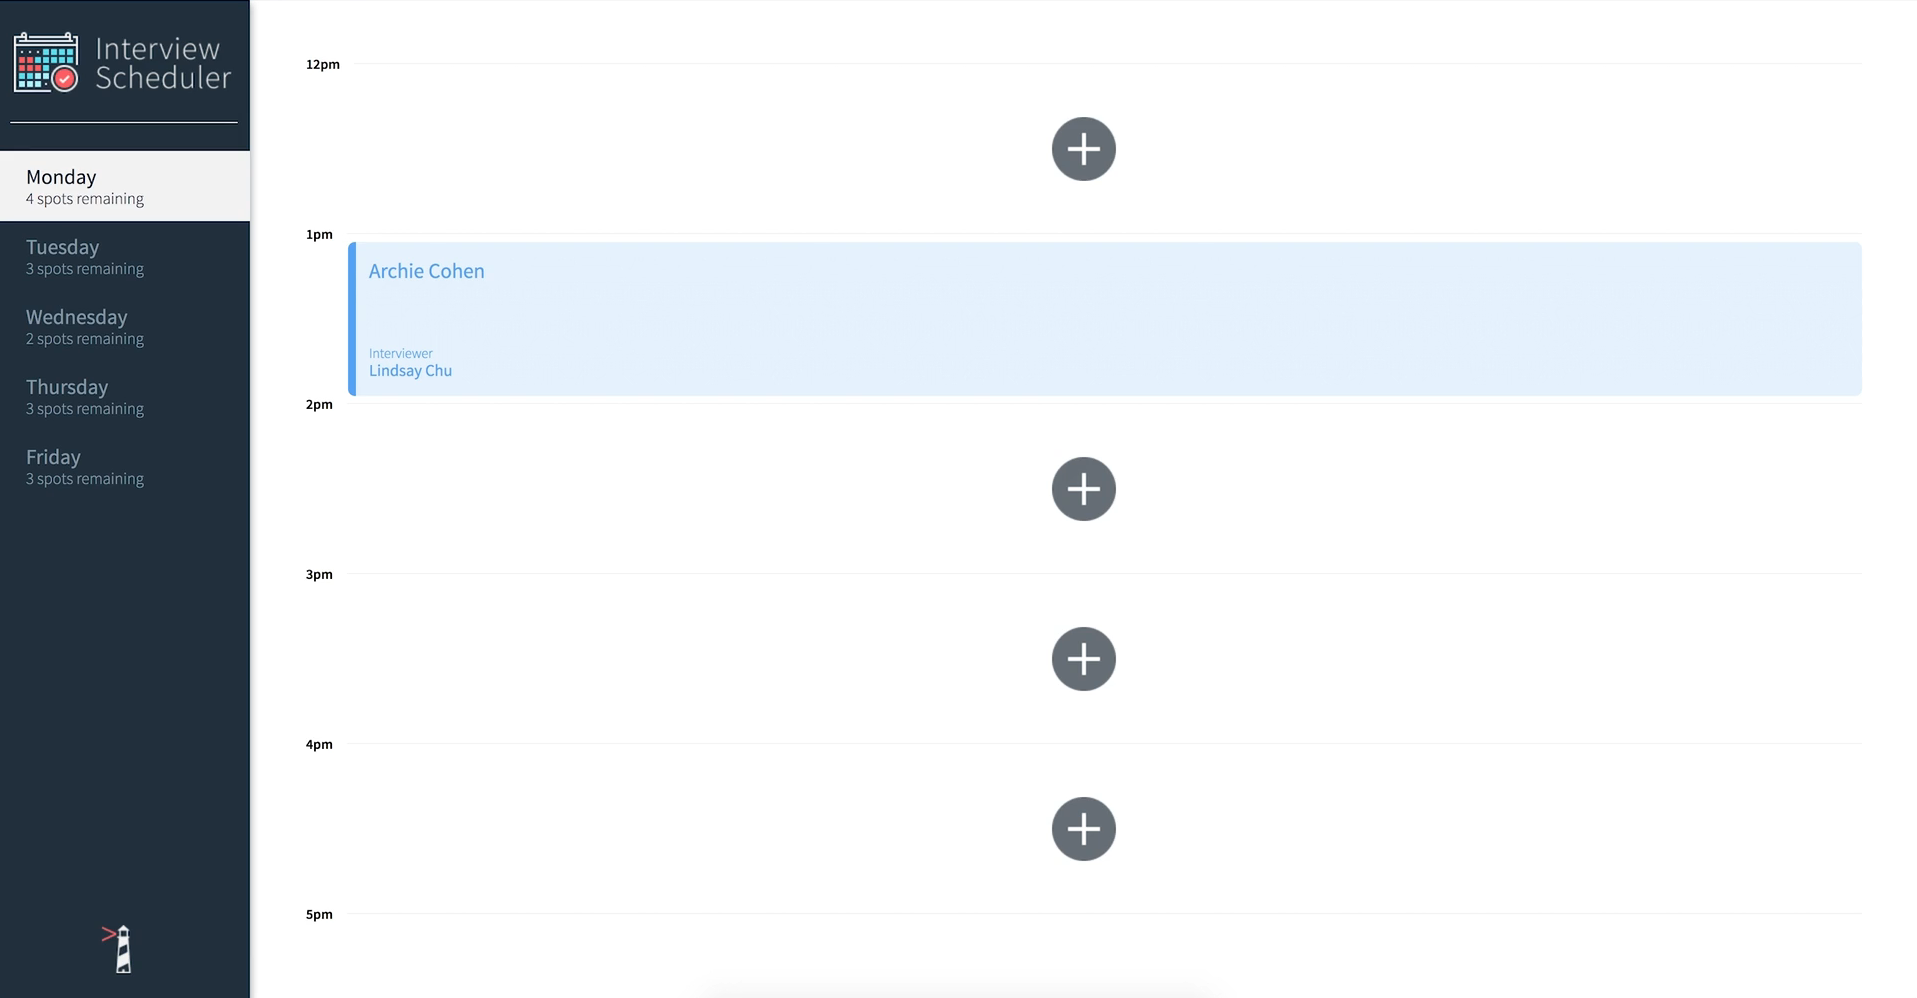 Interview
Scheduler
Monday
4 spots remaining
Tuesday
3 spots remaining
Wednesday
2 spots remaining
Thursday
3 spots remaining
Friday
3 spots remaining
12pm
1pm
Archie Cohen
Interviewer
Lindsay Chu
2pm
3pm
4pm
5pm